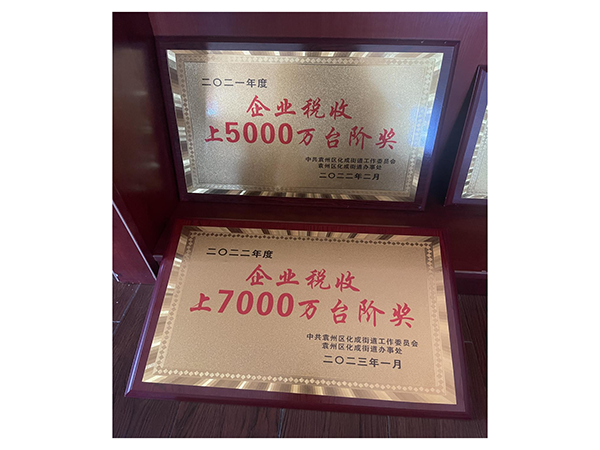 二〇二一年度
企业税收
上5000万台阶奖
中共袁州区化成街道工作委员会
袁州区化成街道办事处
二〇二二年二月
二〇二二年度
企业税收
上7000万台阶奖
中共袁州区化成街道工作委员会
袁州区化成街道办事处
二〇二三年一月